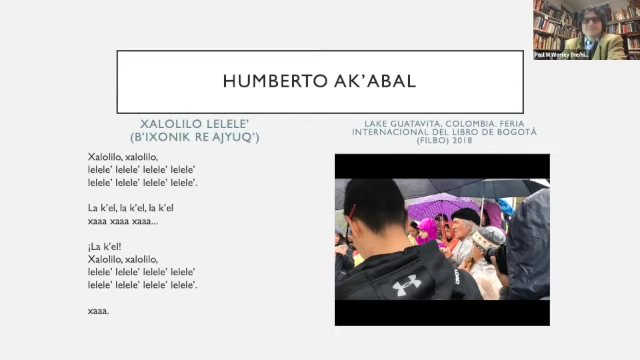 HUMBERTO AK'ABAL
XALOLILO LELELE'
(B'IXONIK RE AJYUQ')
Xalolilo, xalolilo,
lelele' lelele' lelele' lelele'
lelele' lelele' lelele' lelele'.
La k'el, la k'el, la k'el
xaaa xaaa xaaa...
¡La k'el!
Xalolilo, xalolilo,
lelele' lelele' lelele' lelele'
lelele' lelele' lelele' lelele'.
xaaa.
LAKE GUATAVITA, COLOMBIA. FERIA
INTERNACIONAL DEL LIBRO DE BOGOTÁ
(FILBO) 2018
Paul M Worley